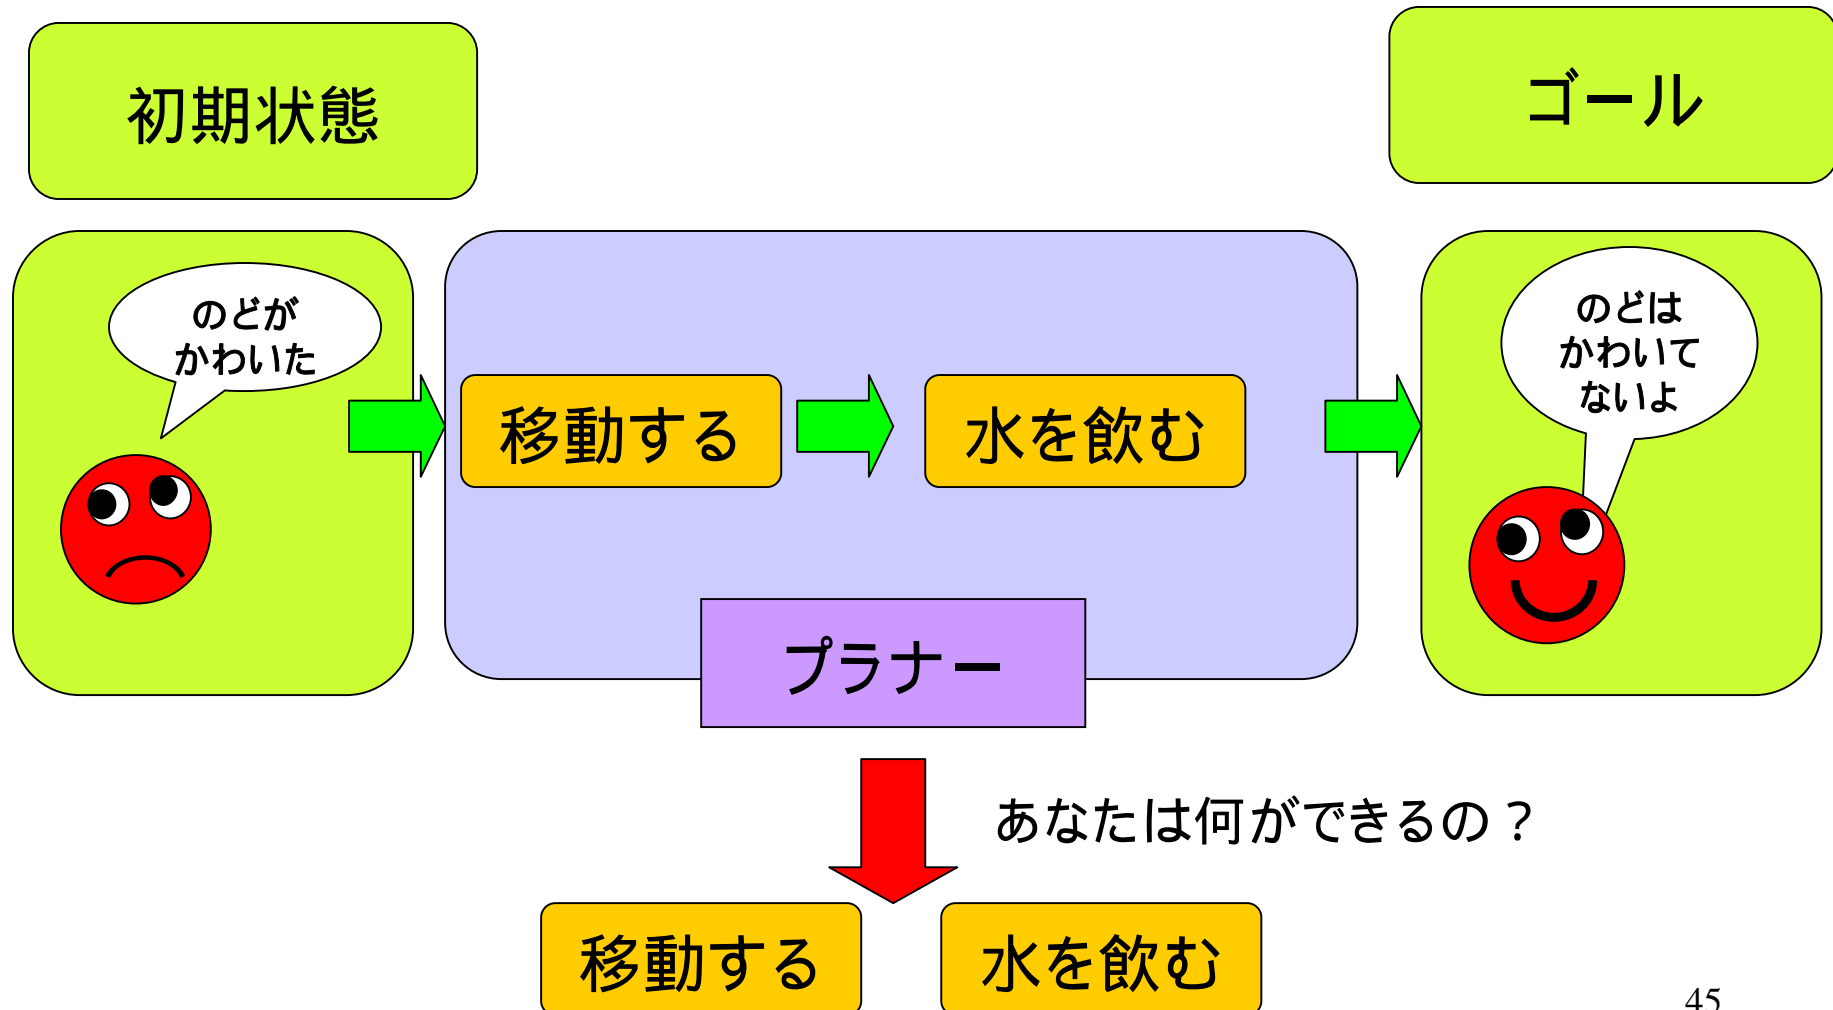 初期状態
ゴール
のどが
かわいた
移動する
水を飲む
のどは
かわいて
ないよ
プラナー
あなたは何ができるの？
移動する
水を飲む
45